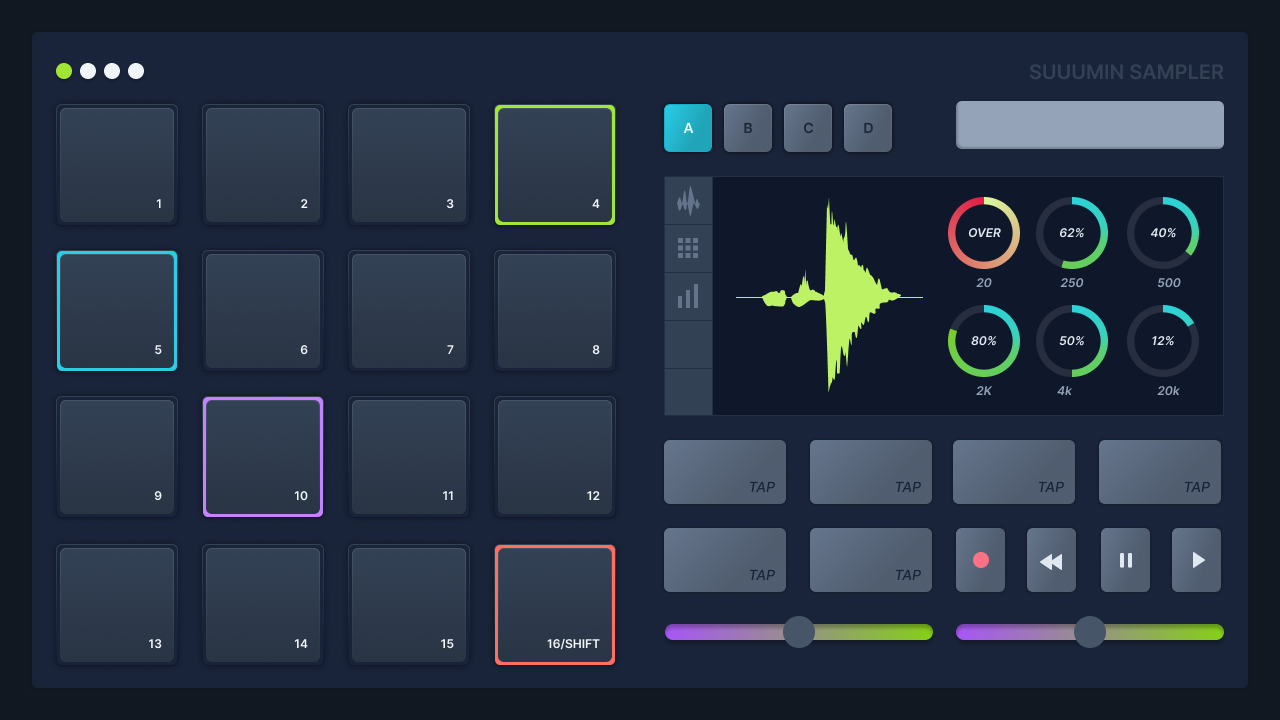 SUUUMIN SAMPLER
1 2 3 4
5 6 7 8
9 10 11 12
13 14 15 16/SHIFT
A B C D
OVER 62% 40%
20 250 500
80% 50% 12%
2K 4k 20k
TAP TAP TAP TAP
TAP TAP